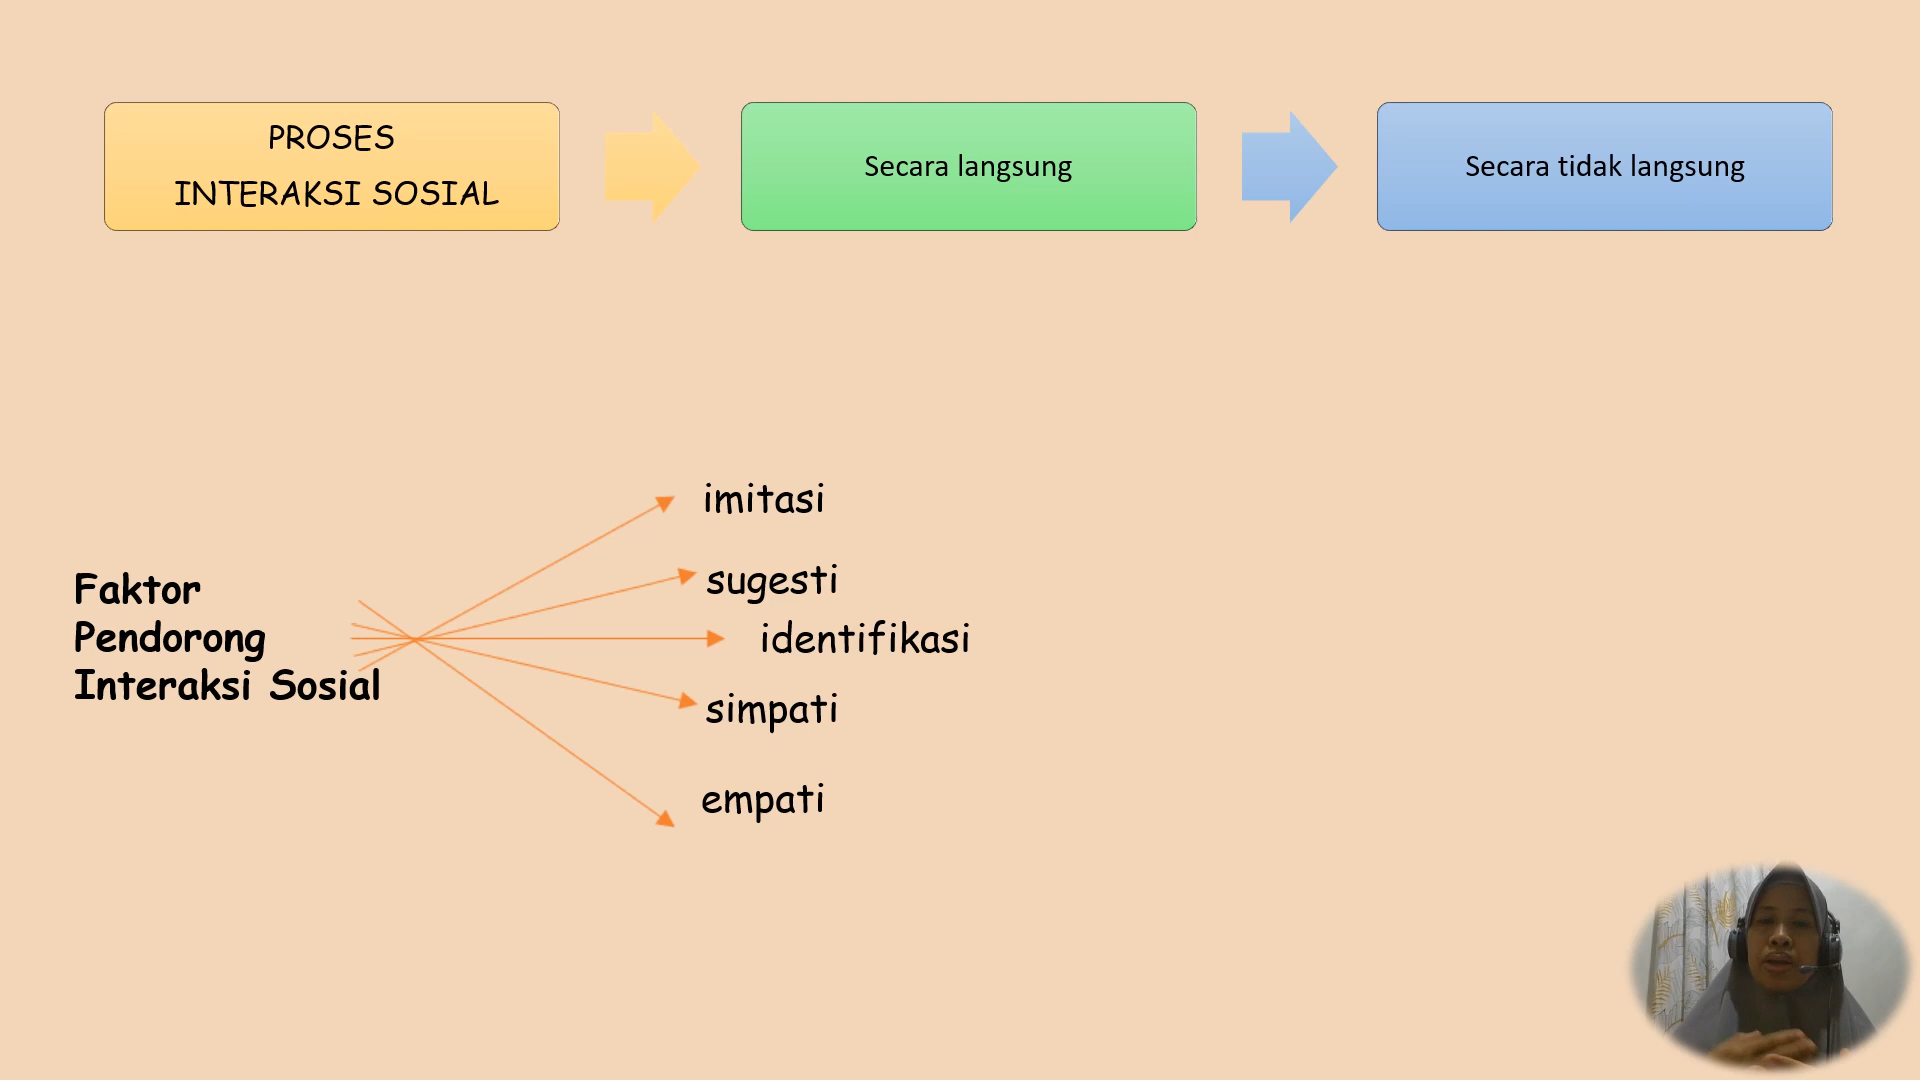 PROSES
INTERAKSI SOSIAL
Secara langsung
Secara tidak langsung
Faktor
Pendorong
Interaksi Sosial
imitasi
sugesti
identifikasi
simpati
empati